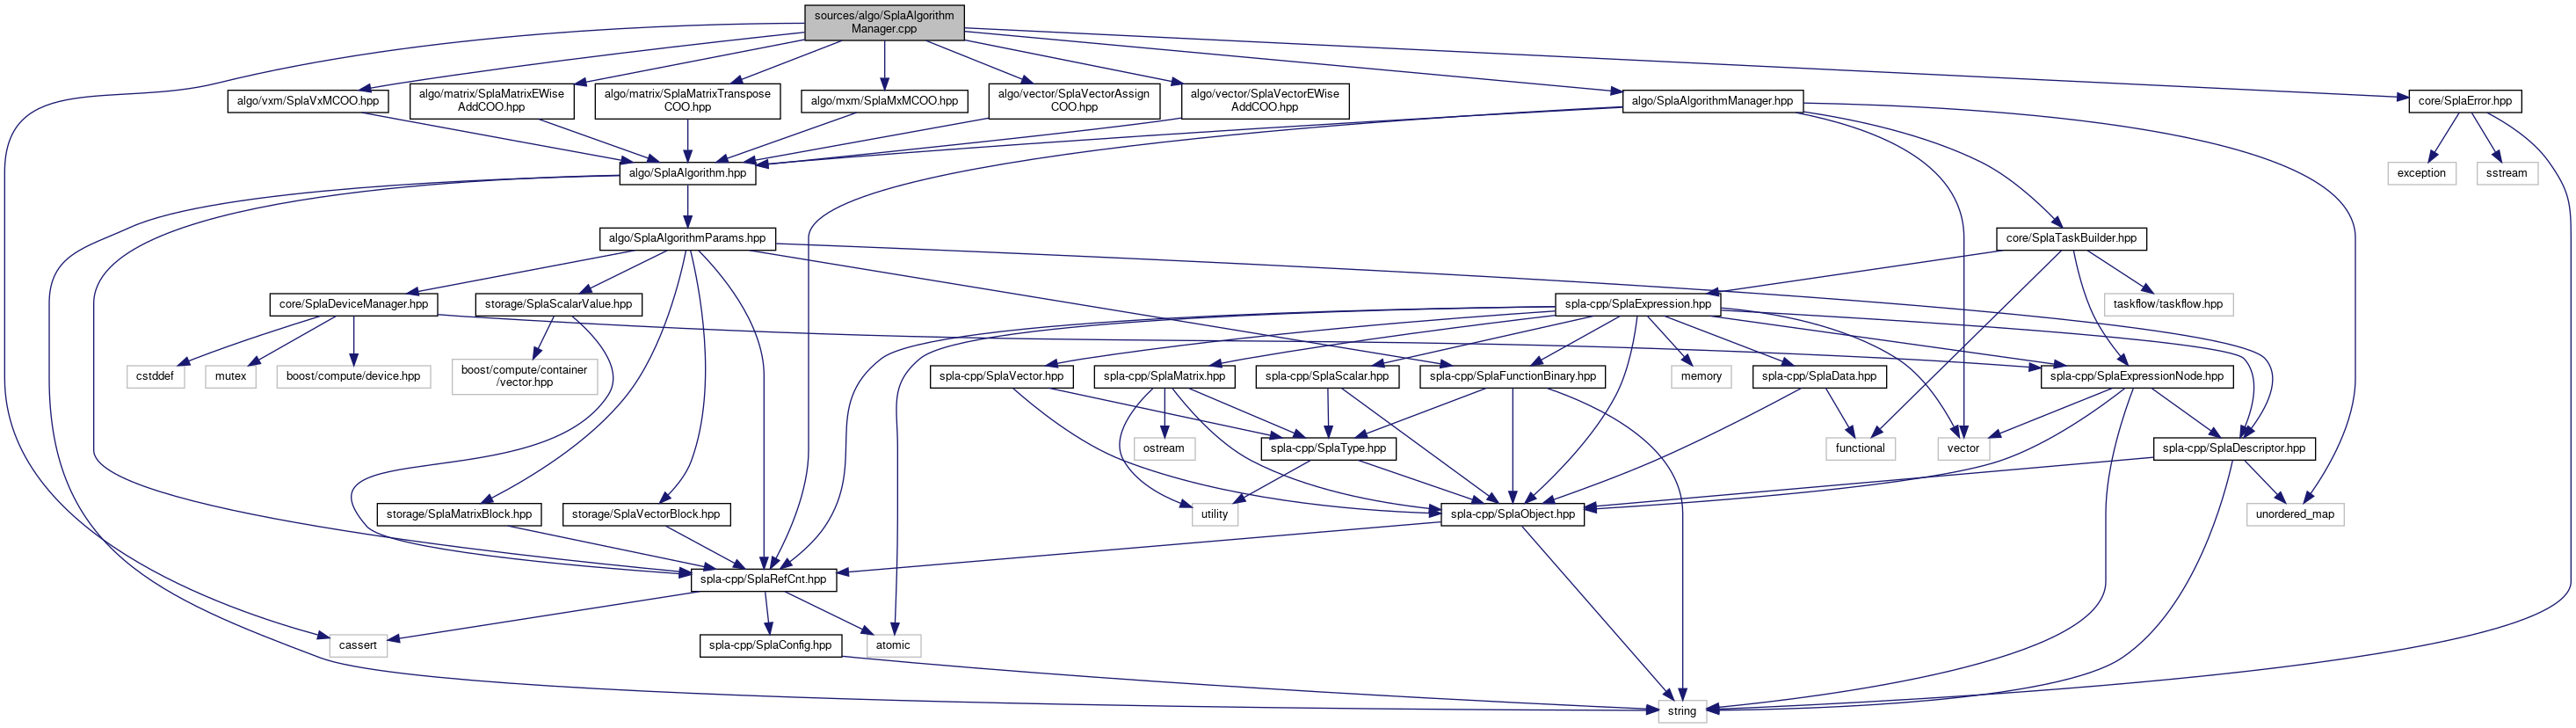 sources/algo/SplaAlgorithm
Manager.cpp
algo/vxm/SplaVxMCOO.hpp
algo/matrix/SplaMatrixEWise
AddCOO.hpp
algo/matrix/SplaMatrixTranspose
COO.hpp
algo/mxm/SplaMxMCOO.hpp
algo/vector/SplaVectorAssign
COO.hpp
algo/vector/SplaVectorEWise
AddCOO.hpp
algo/SplaAlgorithmManager.hpp
core/SplaError.hpp
algo/SplaAlgorithm.hpp
exception
sstream
algo/SplaAlgorithmParams.hpp
core/SplaTaskBuilder.hpp
core/SplaDeviceManager.hpp
storage/SplaScalarValue.hpp
spla-cpp/SplaExpression.hpp
taskflow/taskflow.hpp
cstddef
mutex
boost/compute/device.hpp
boost/compute/container
/vector.hpp
spla-cpp/SplaVector.hpp
spla-cpp/SplaMatrix.hpp
spla-cpp/SplaScalar.hpp
spla-cpp/SplaFunctionBinary.hpp
memory
spla-cpp/SplaData.hpp
spla-cpp/SplaExpressionNode.hpp
ostream
spla-cpp/SplaType.hpp
functional
vector
spla-cpp/SplaDescriptor.hpp
storage/SplaMatrixBlock.hpp
storage/SplaVectorBlock.hpp
utility
spla-cpp/SplaObject.hpp
unordered_map
spla-cpp/SplaRefCnt.hpp
cassert
spla-cpp/SplaConfig.hpp
atomic
string